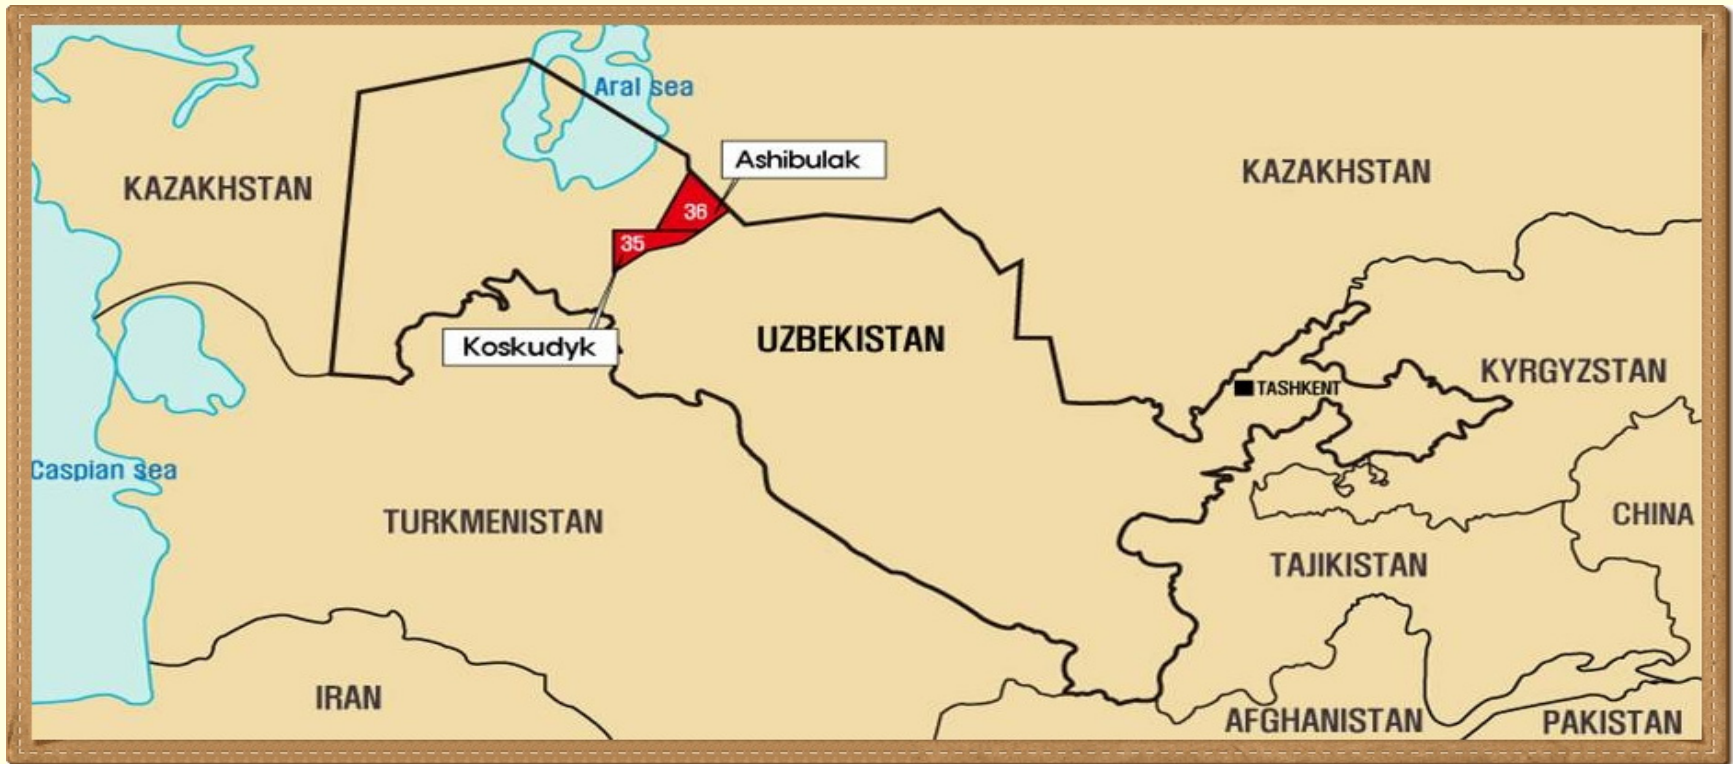 Aral sea
Ashibulak
KAZAKHSTAN
KAZAKHSTAN
36
35
UZBEKISTAN
Koskudyk
KYRGYZSTAN
TASHKENT
Caspian sea
TURKMENISTAN
CHINA
TAJIKISTAN
IRAN
AFGHANISTAN
PAKISTAN